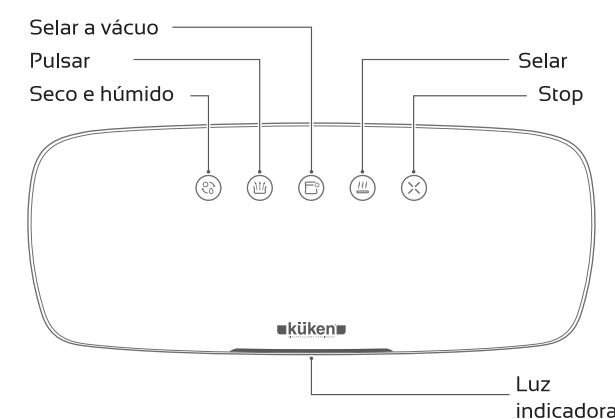 Selar a vácuo
Pulsar
Selar
Seco e húmido
Stop
küken
Luz
indicadora